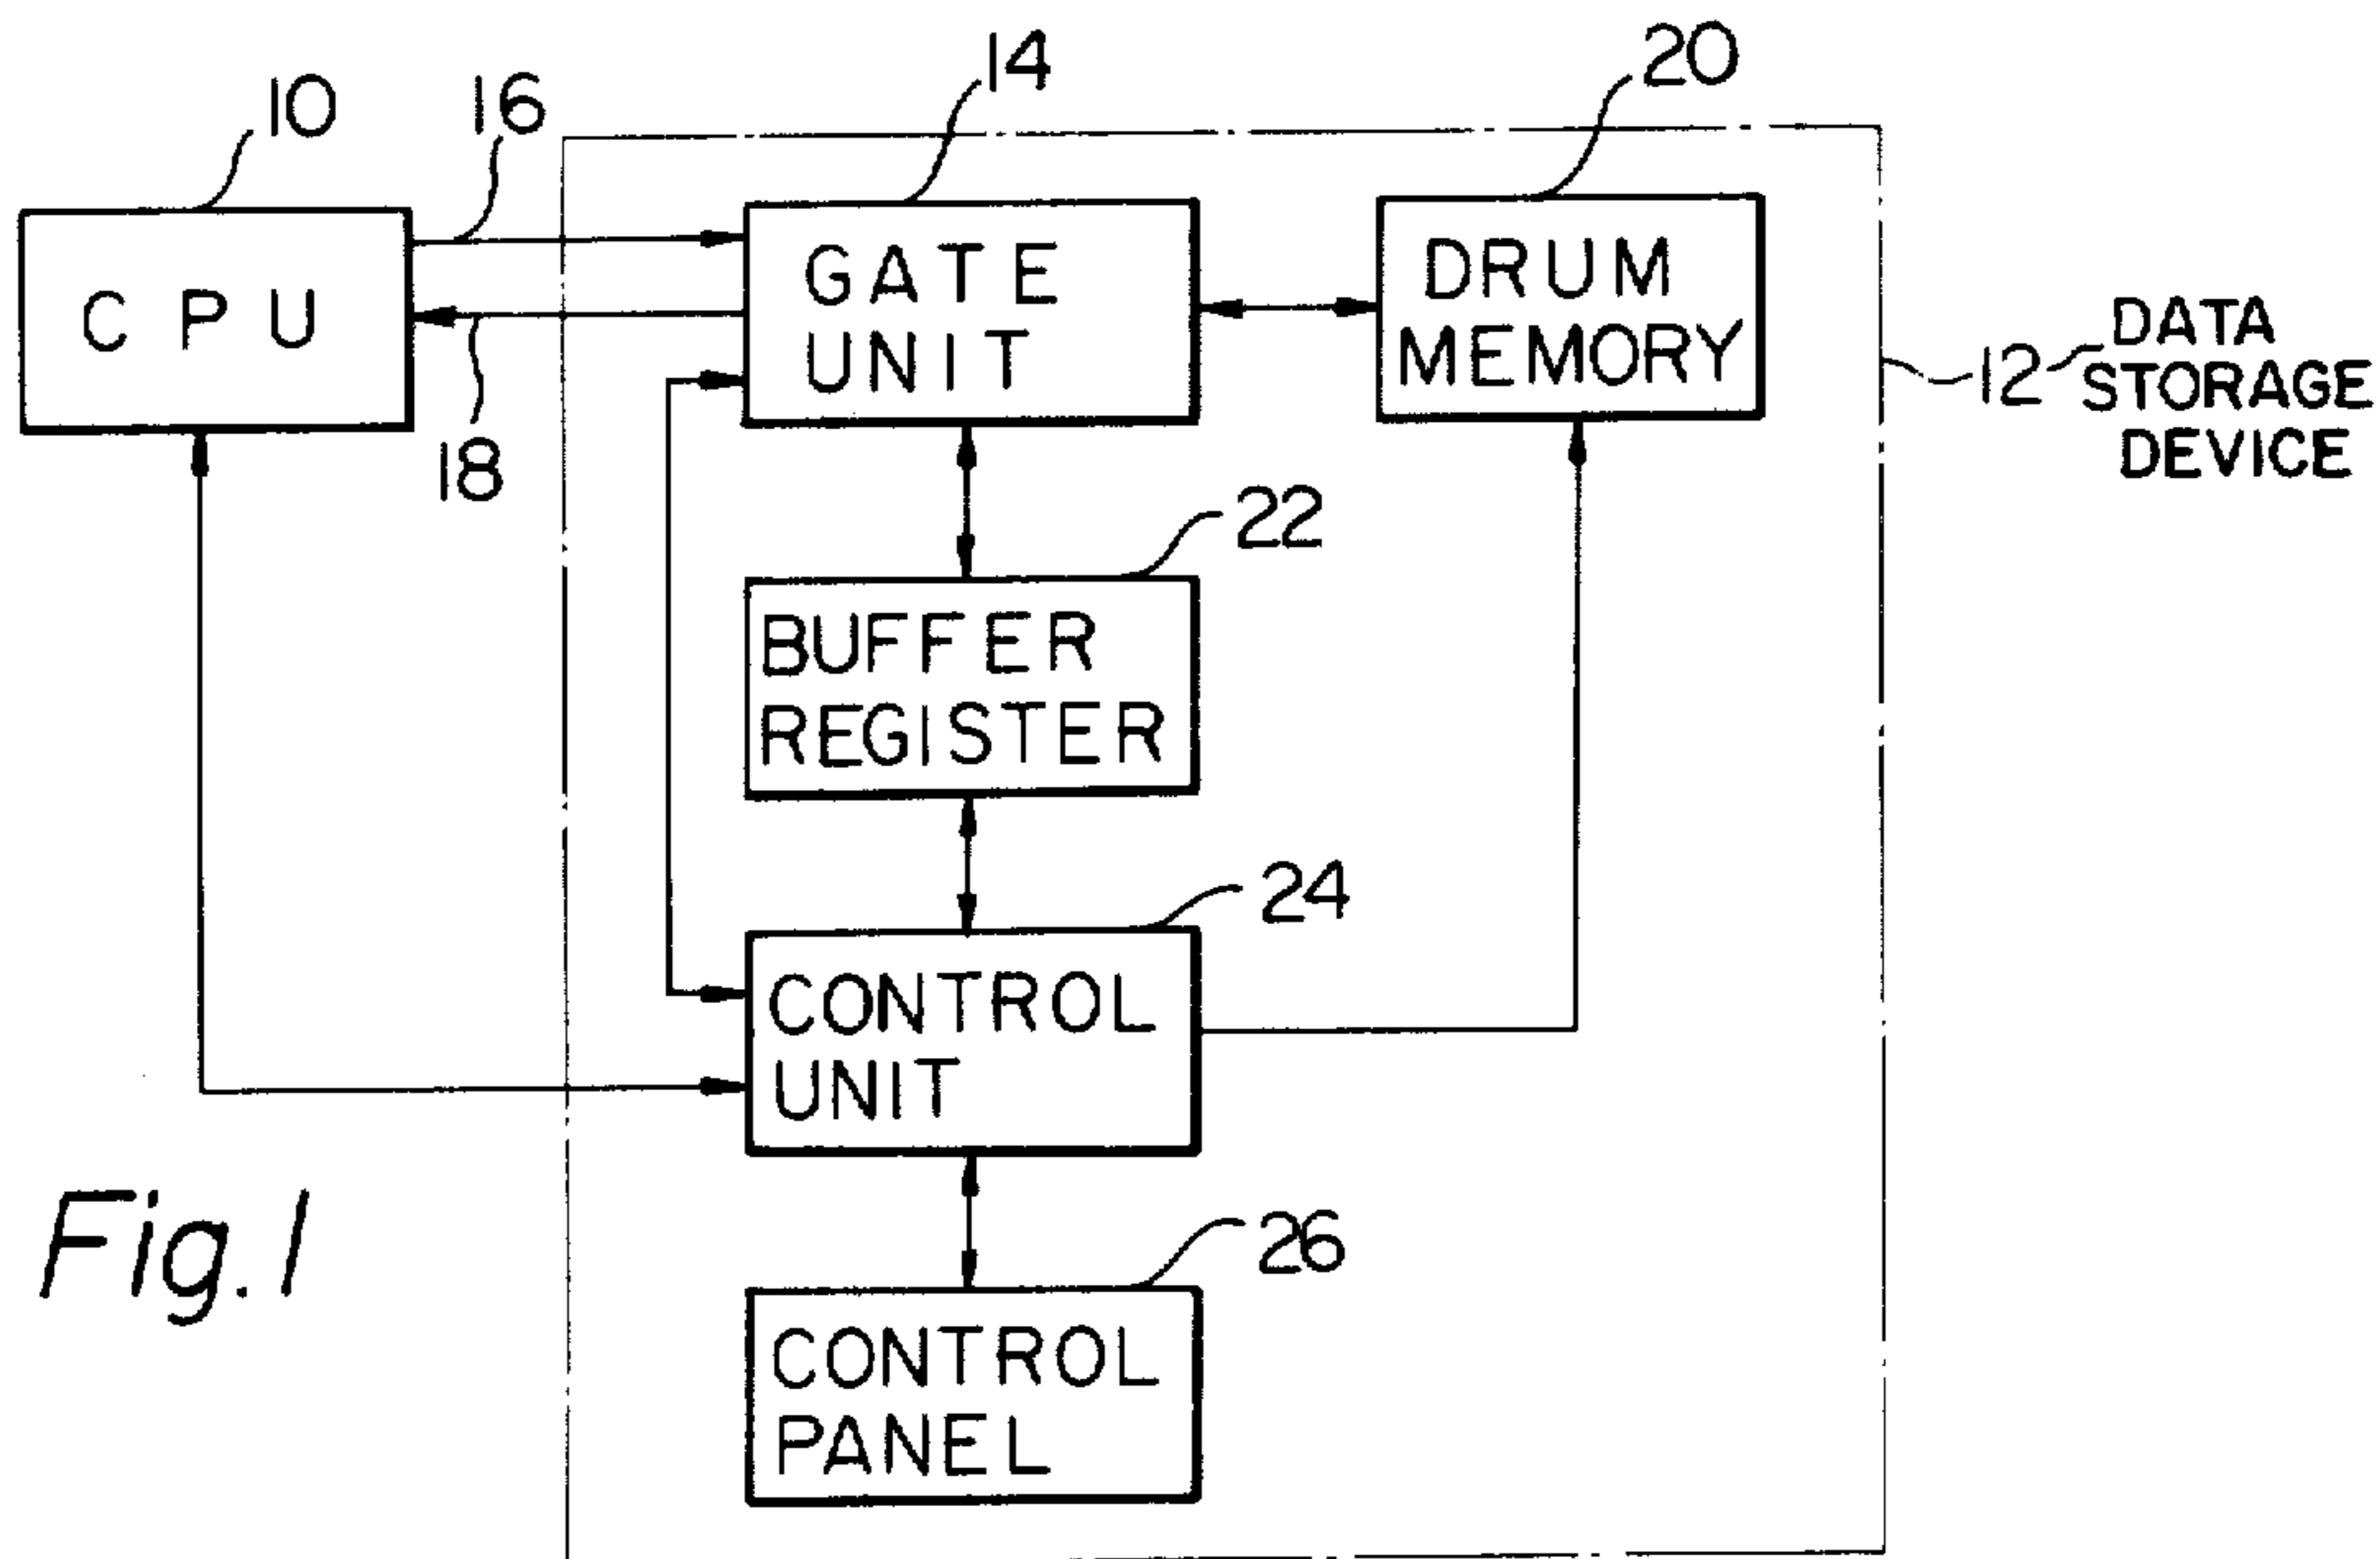 10
16
14
20
CPU
GATE
UNIT
DRUM
MEMORY
12 DATA
STORAGE
DEVICE
18
22
BUFFER
REGISTER
24
CONTROL
UNIT
26
CONTROL
PANEL
Fig. 1